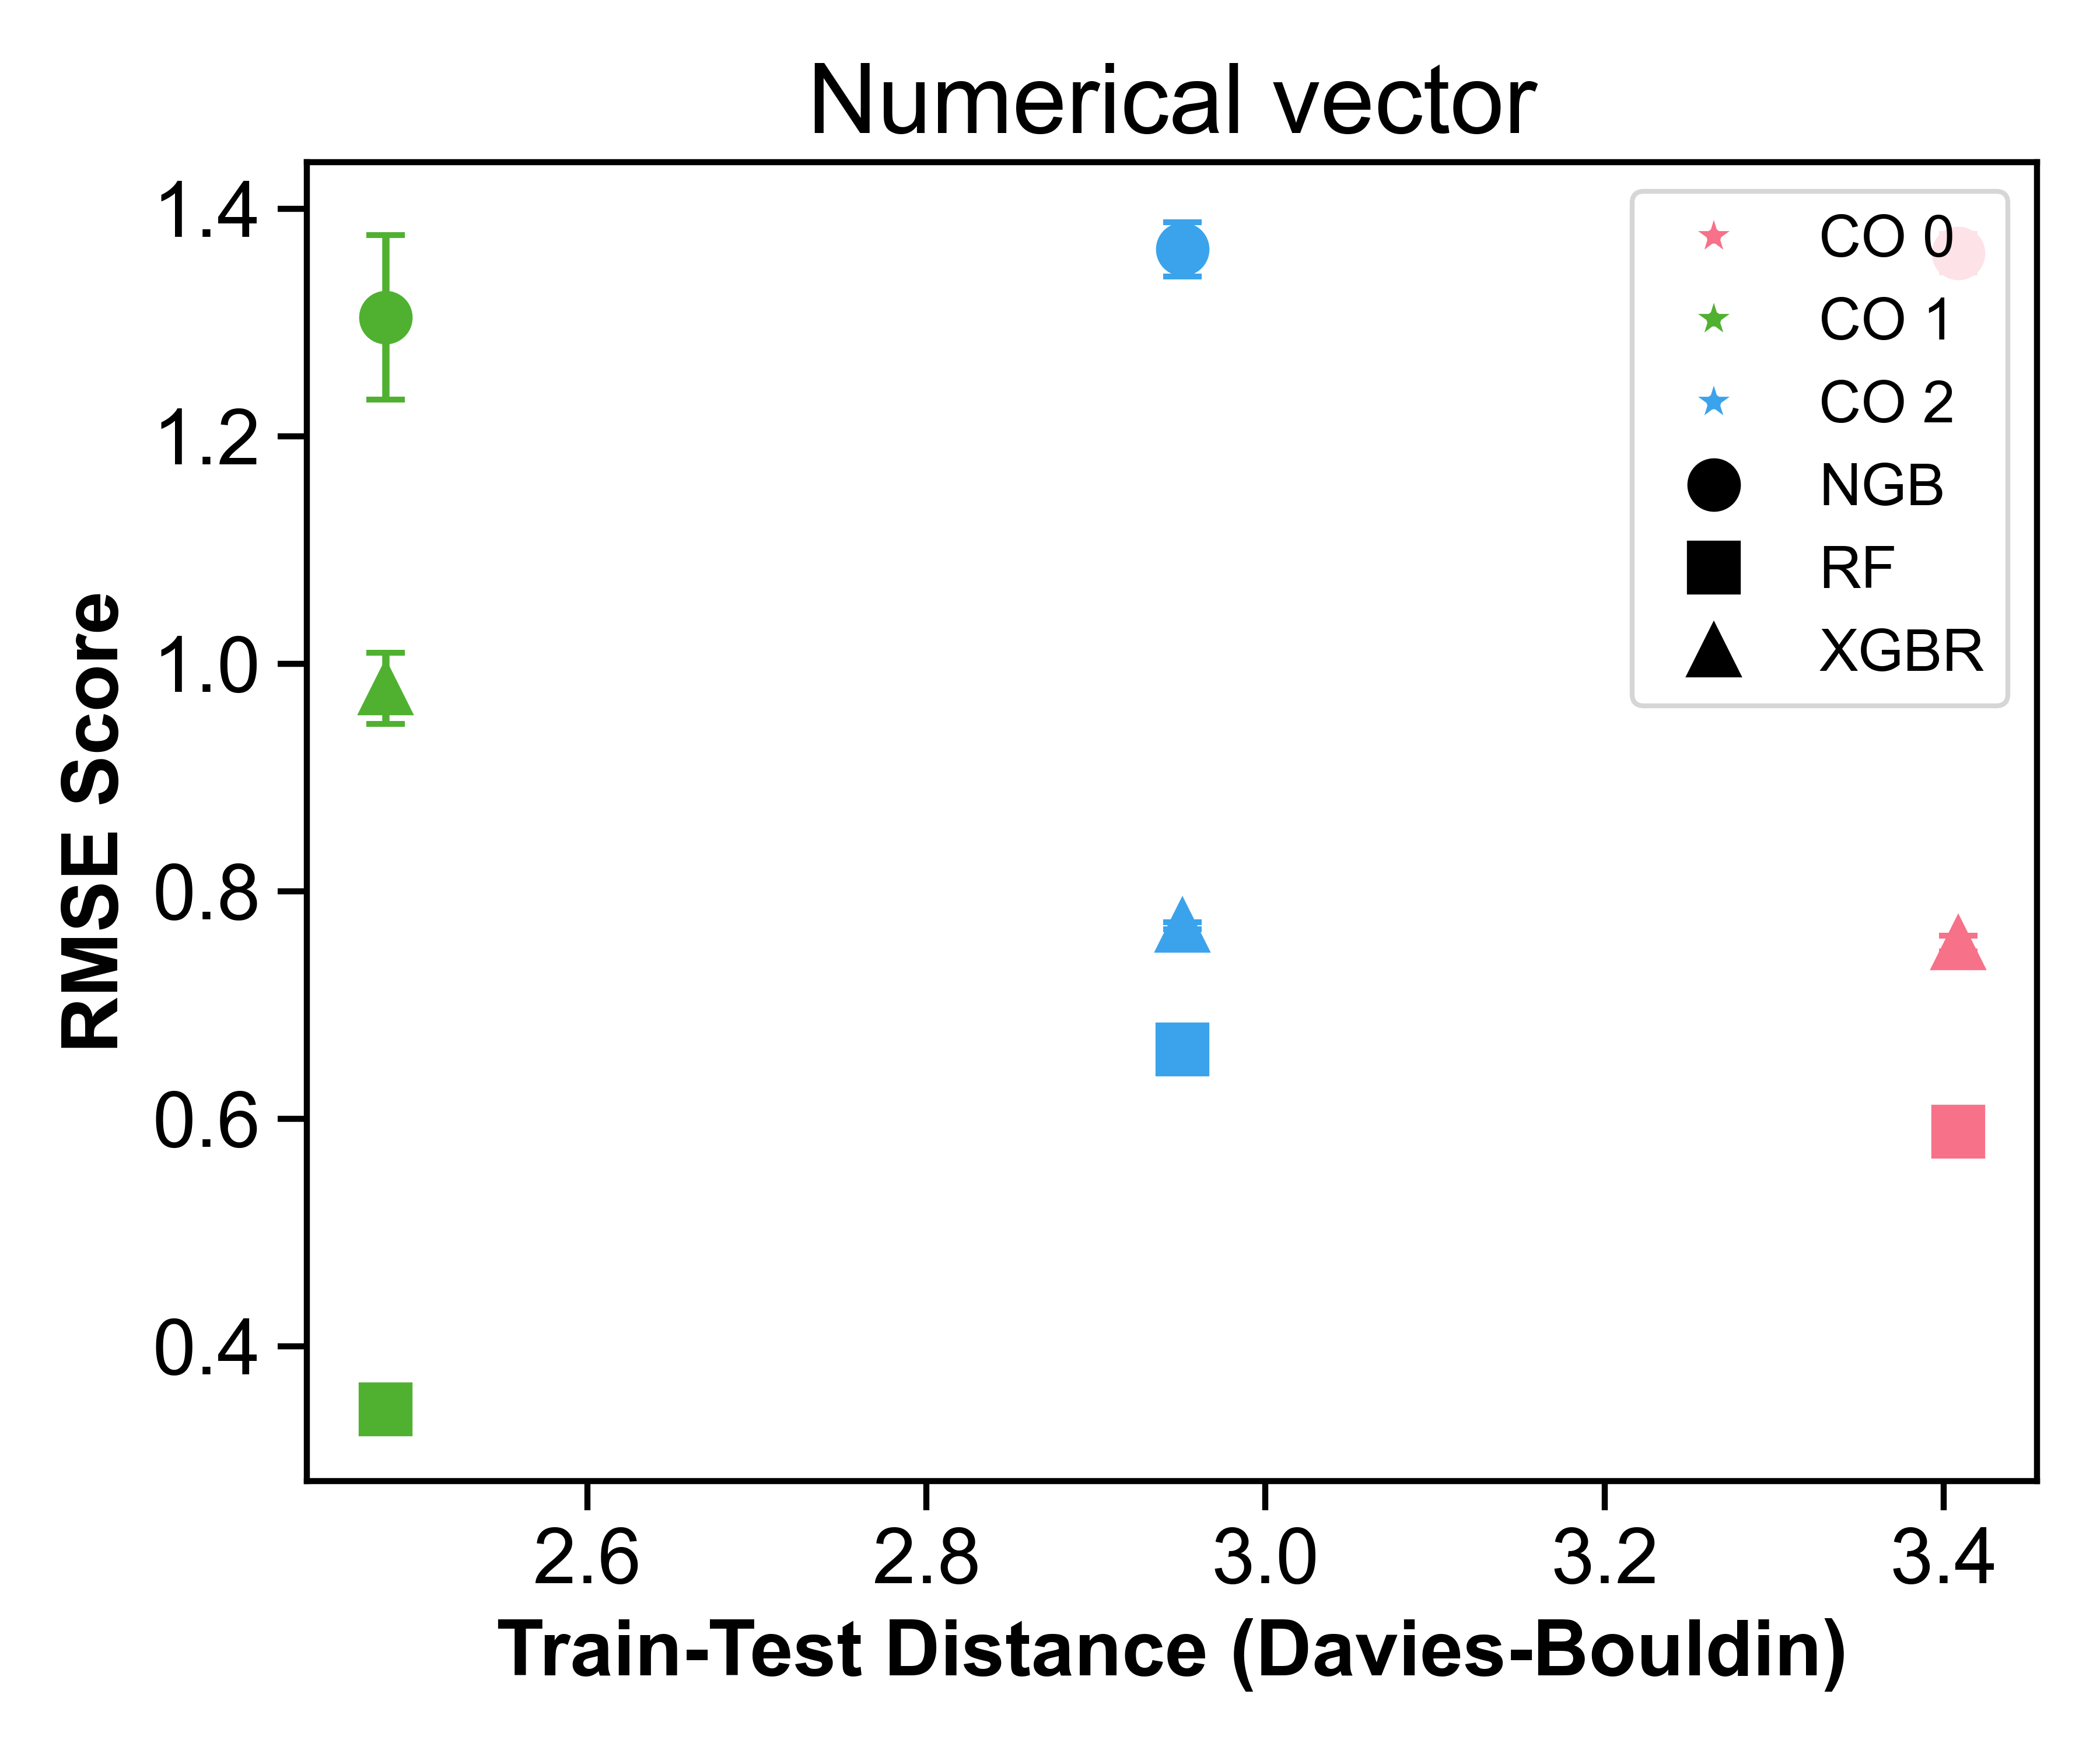 Numerical vector
1.4
1.2
1.0
0.8
0.6
0.4
RMSE Score
CO 0
CO 1
CO 2
NGB
RF
XGBR
2.6 2.8 3.0 3.2 3.4
Train-Test Distance (Davies-Bouldin)